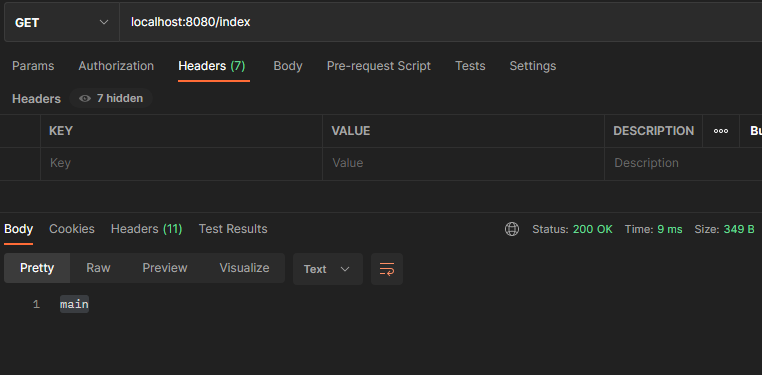 GET localhost:8080/index
Params Authorization Headers (7) Body Pre-request Script Tests Settings
Headers 7 hidden
KEY VALUE DESCRIPTION ooo Bu
Key Value Description
Body Cookies Headers (11) Test Results Status: 200 OK Time: 9 ms Size: 349 B
Pretty Raw Preview Visualize Text
1 main